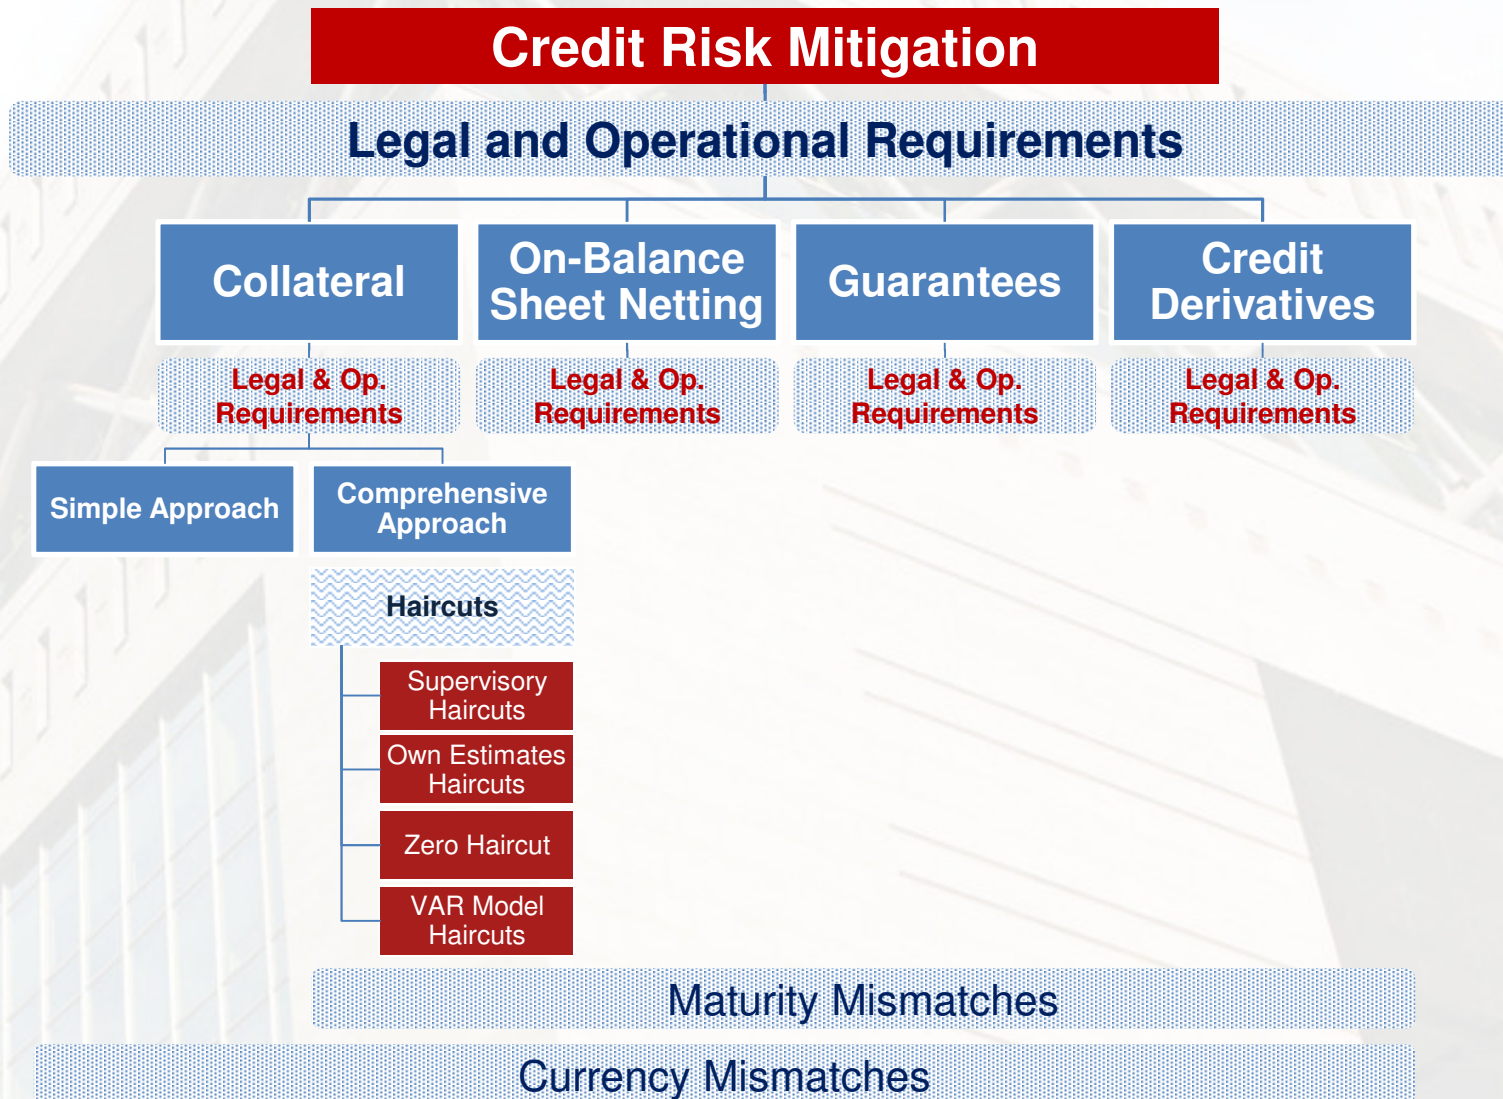 Credit Risk Mitigation
Legal and Operational Requirements
Collateral
On-Balance
Sheet Netting
Guarantees
Credit
Derivatives
Legal & Op.
Requirements
Legal & Op.
Requirements
Legal & Op.
Requirements
Legal & Op.
Requirements
Simple Approach
Comprehensive
Approach
Haircuts
Supervisory
Haircuts
Own Estimates
Haircuts
Zero Haircut
VAR Model
Haircuts
Maturity Mismatches
Currency Mismatches